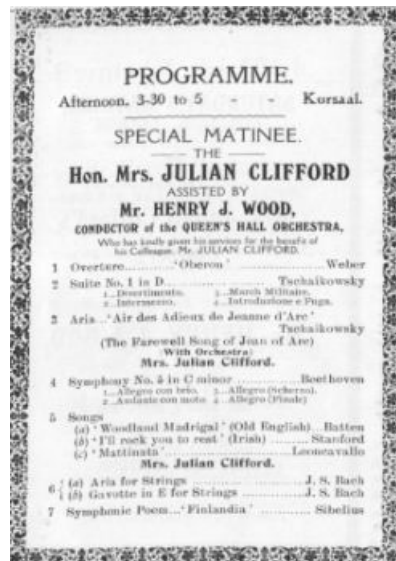 PROGRAMME.
Afternoon. 3-30 to 5 - - Kursaal.
SPECIAL MATINEE.
THE
Hon. Mrs. JULIAN CLIFFORD
ASSISTED BY
Mr. HENRY J. WOOD,
CONDUCTOR of the QUEEN'S HALL ORCHESTRA,
Who has kindly given his services for the benefit of
his Colleague, Mr. JULIAN CLIFFORD.
1 Overture......'Oberon' ......Weber
2 Suite No. 1 in D......Tschaikowsky
1...Divertimento. 3...March Militaire.
2...Intermezzo. 4...Introduzione e Fuga.
3 Aria...'Air des Adieux de Jeanne d'Arc'
Tschaikowsky
(The Farewell Song of Joan of Arc)
With Orchestra:
Mrs. Julian Clifford.
4 Symphony No. 5 in C minor......Beethoven
1...Allegro con brio. 3...Allegro (Scherzo).
2...Andante con moto 4...Allegro (Finale)
5 Songs
(a) 'Woodland Madrigal' (Old English)..Batten
(b) 'I'll rock you to rest' (Irish) ......Stanford
(c) 'Mattinata' ......Leoncavallo
Mrs. Julian Clifford.
6 (a) Aria for Strings ......J. S. Bach
(b) Gavotte in E for Strings ......J. S. Bach
7 Symphonic Poem...'Finlandia' ......Sibelius